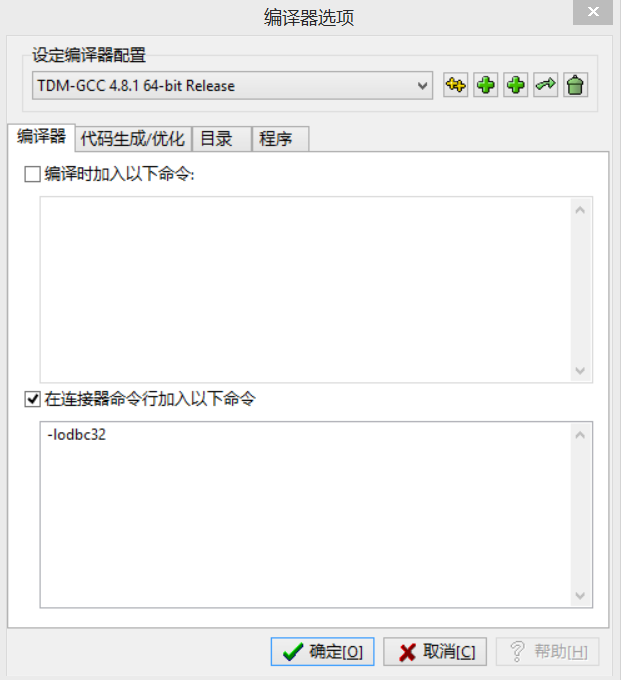 编译器选项
设定编译器配置
TDM-GCC 4.8.1 64-bit Release
编译器 代码生成/优化 目录 程序
编译时加入以下命令:
在连接器命令行加入以下命令
-lodbc32
确定[O] 取消[C] 帮助[H]